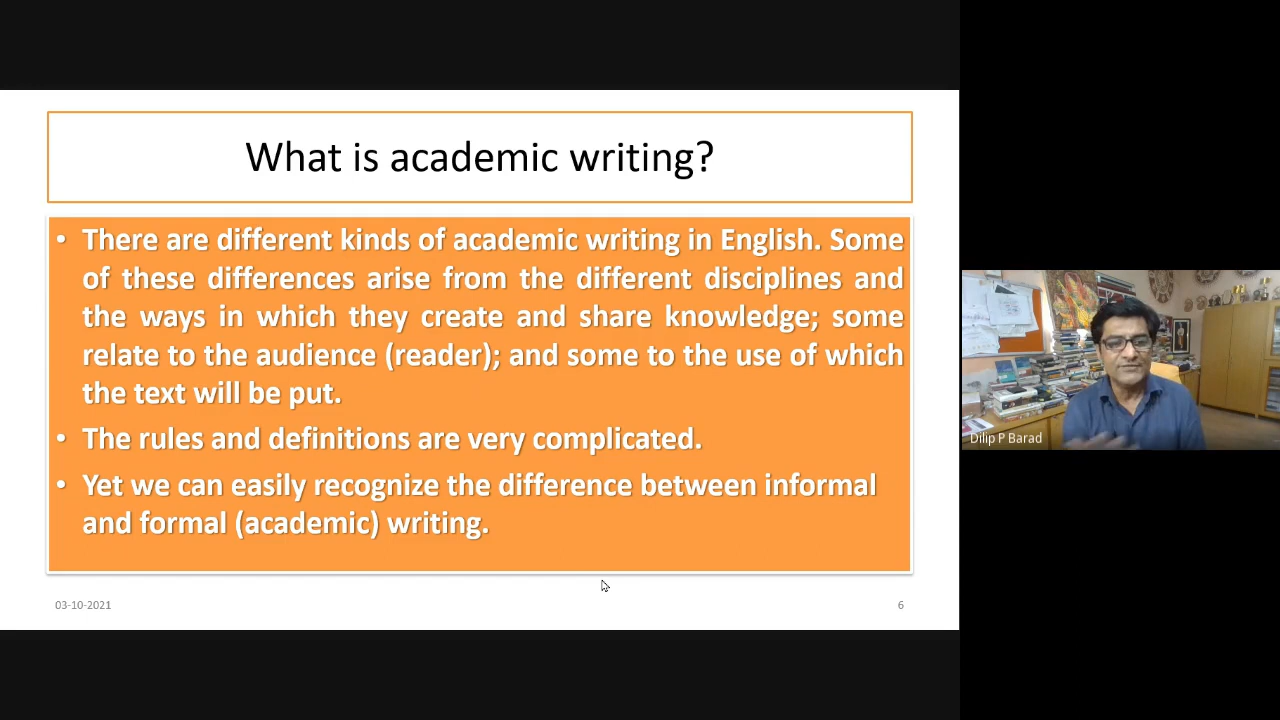 What is academic writing?
• There are different kinds of academic writing in English. Some
of these differences arise from the different disciplines and
the ways in which they create and share knowledge; some
relate to the audience (reader); and some to the use of which
the text will be put.
• The rules and definitions are very complicated.
• Yet we can easily recognize the difference between informal
and formal (academic) writing.
03-10-2021
6
Dilip P Barad